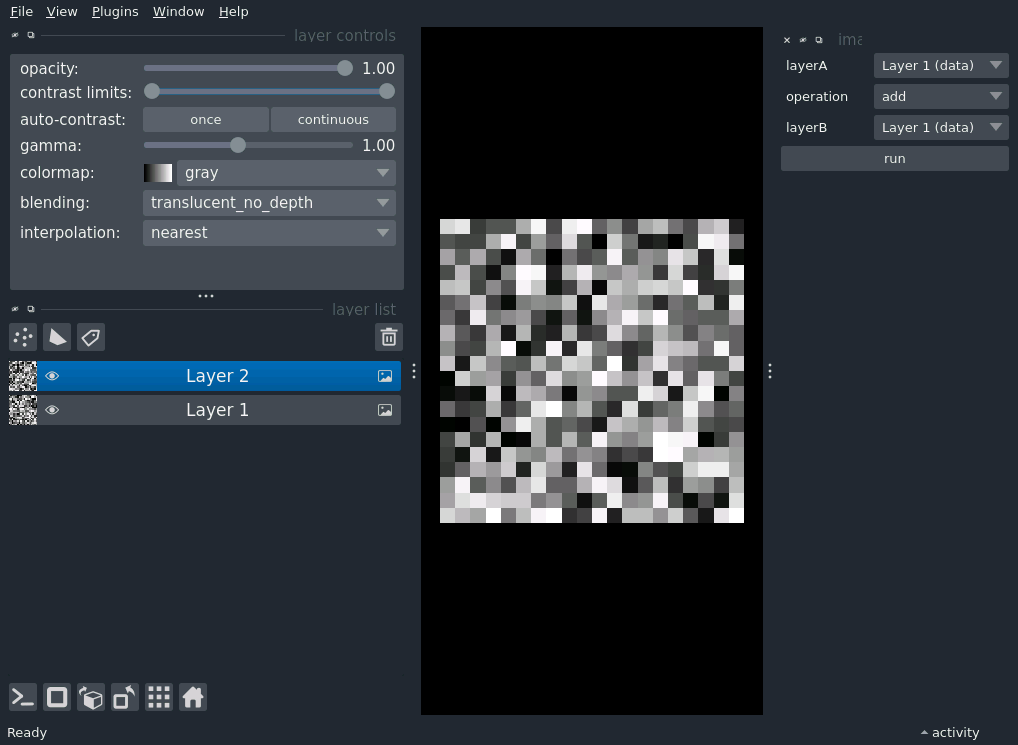 File View Plugins Window Help
layer controls
opacity: 1.00
contrast limits:
auto-contrast: once continuous
gamma: 1.00
colormap: gray
blending: translucent_no_depth
interpolation: nearest
layer list
Layer 2
Layer 1
layerA Layer 1 (data)
operation add
layerB Layer 1 (data)
run
Ready
activity